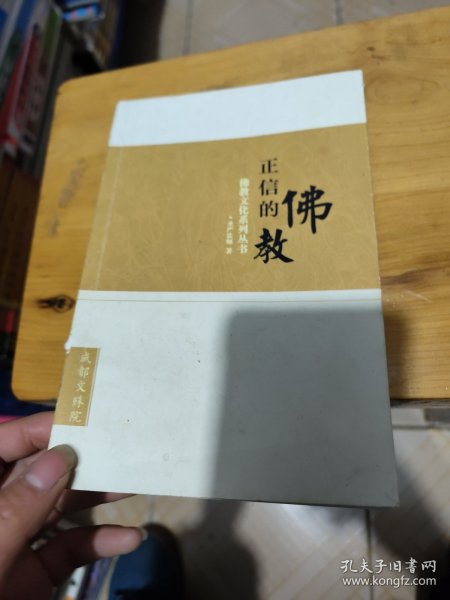 正信的
佛教
佛教文化系列丛书
圣严法师 著
成都文殊院
孔夫子旧书网
www.kongfz.com